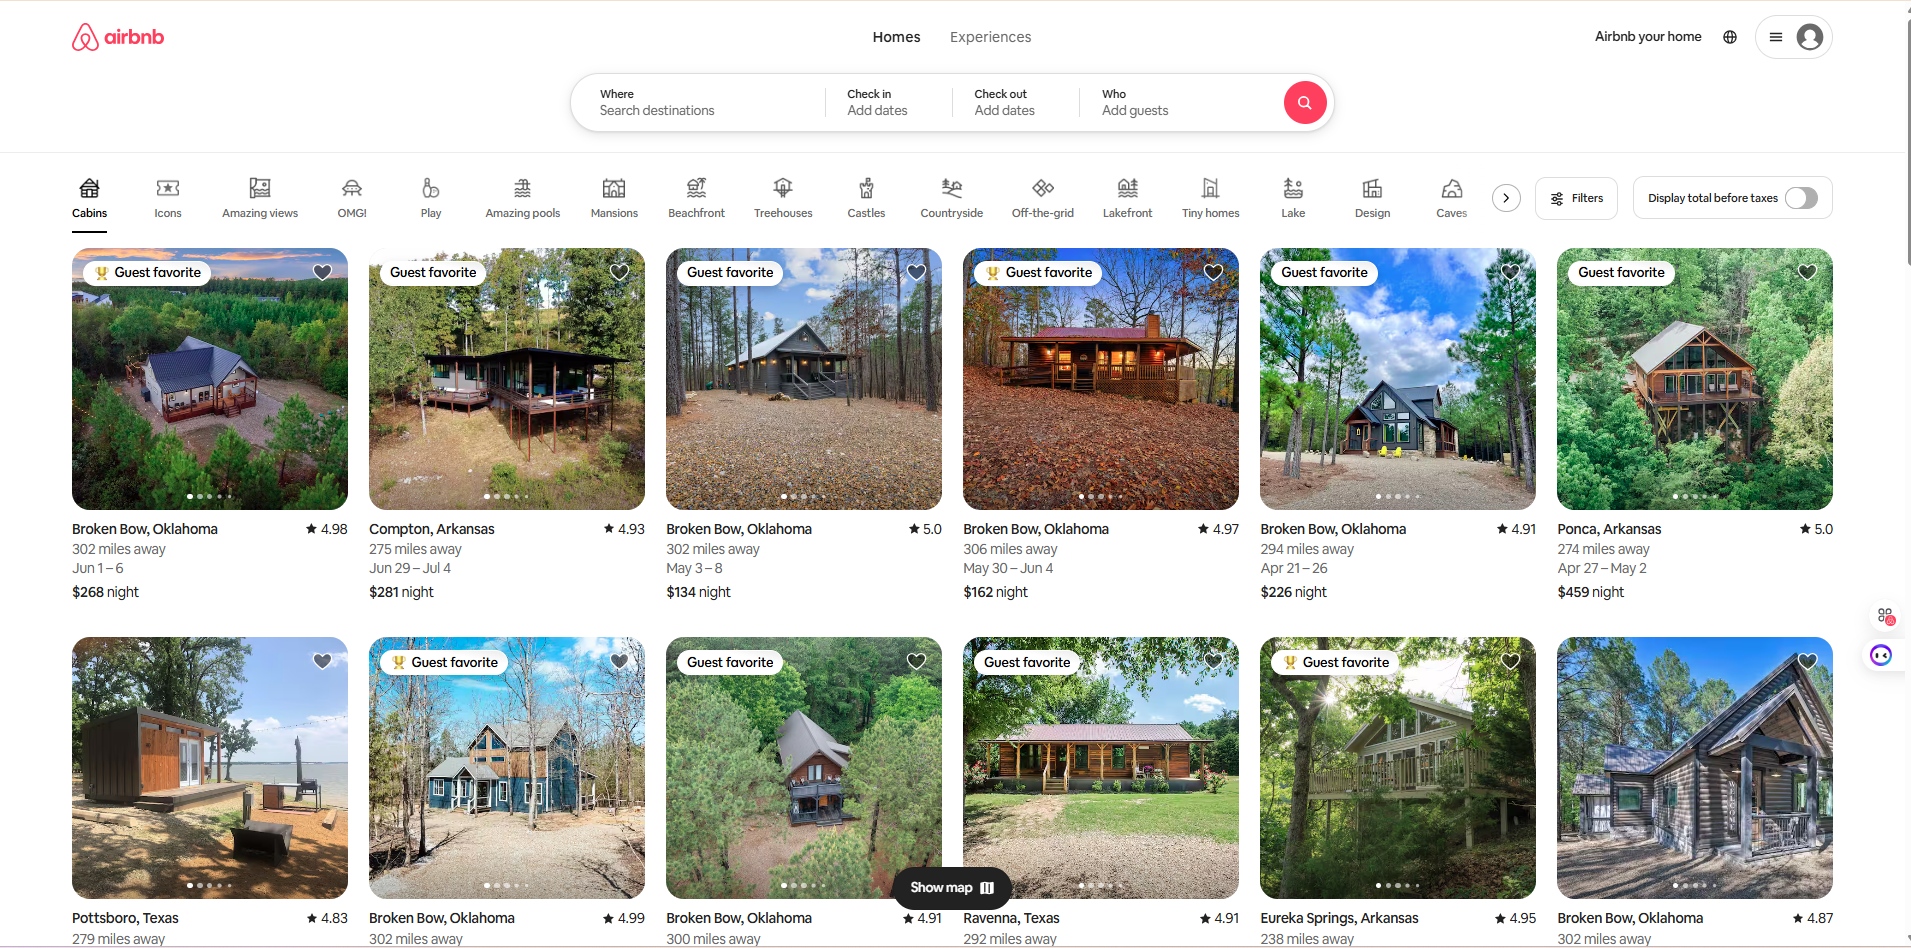 airbnb
Homes
Experiences
Airbnb your home
Where
Search destinations
Check in
Add dates
Check out
Add dates
Who
Add guests
Cabins
Icons
Amazing views
OMG!
Play
Amazing pools
Mansions
Beachfront
Treehouses
Castles
Countryside
Off-the-grid
Lakefront
Tiny homes
Lake
Design
Caves
Filters
Display total before taxes
Guest favorite
Guest favorite
Guest favorite
Guest favorite
Guest favorite
Guest favorite
Broken Bow, Oklahoma ★ 4.98
302 miles away
Jun 1 – 6
$268 night
Compton, Arkansas ★ 4.93
275 miles away
Jun 29 – Jul 4
$281 night
Broken Bow, Oklahoma ★ 5.0
302 miles away
May 3 – 8
$134 night
Broken Bow, Oklahoma ★ 4.97
306 miles away
May 30 – Jun 4
$162 night
Broken Bow, Oklahoma ★ 4.91
294 miles away
Apr 21 – 26
$226 night
Ponca, Arkansas ★ 5.0
274 miles away
Apr 27 – May 2
$459 night
Guest favorite
Guest favorite
Guest favorite
Guest favorite
WELCOME
Show map
Pottsboro, Texas ★ 4.83
279 miles away
Broken Bow, Oklahoma ★ 4.99
302 miles away
Broken Bow, Oklahoma ★ 4.91
300 miles away
Ravenna, Texas ★ 4.91
292 miles away
Eureka Springs, Arkansas ★ 4.95
238 miles away
Broken Bow, Oklahoma ★ 4.87
302 miles away